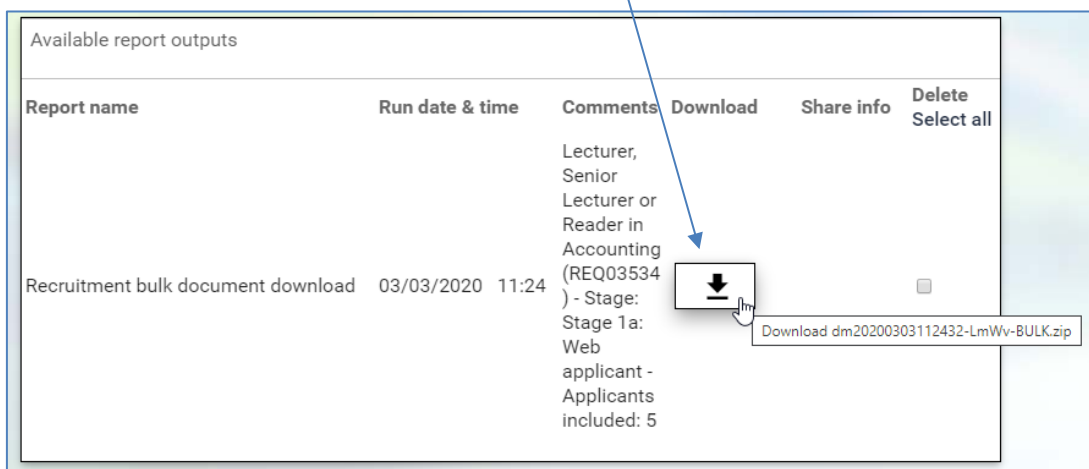 Available report outputs
Report name Run date & time Comments Download Share info Delete
Select all
Lecturer,
Senior
Lecturer or
Reader in
Accounting
(REQ03534
Recruitment bulk document download 03/03/2020 11:24 ) - Stage:
Stage 1a:
Web
applicant -
Applicants
included: 5
Download dm20200303112432-LmWv-BULK.zip